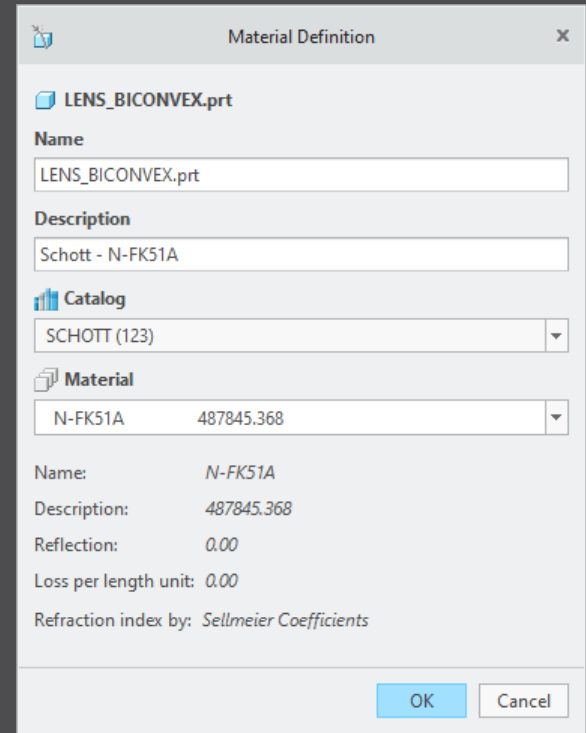 Material Definition
LENS_BICONVEX.prt
Name
LENS_BICONVEX.prt
Description
Schott - N-FK51A
Catalog
SCHOTT (123)
Material
N-FK51A 487845.368
Name: N-FK51A
Description: 487845.368
Reflection: 0.00
Loss per length unit: 0.00
Refraction index by: Sellmeier Coefficients
OK Cancel